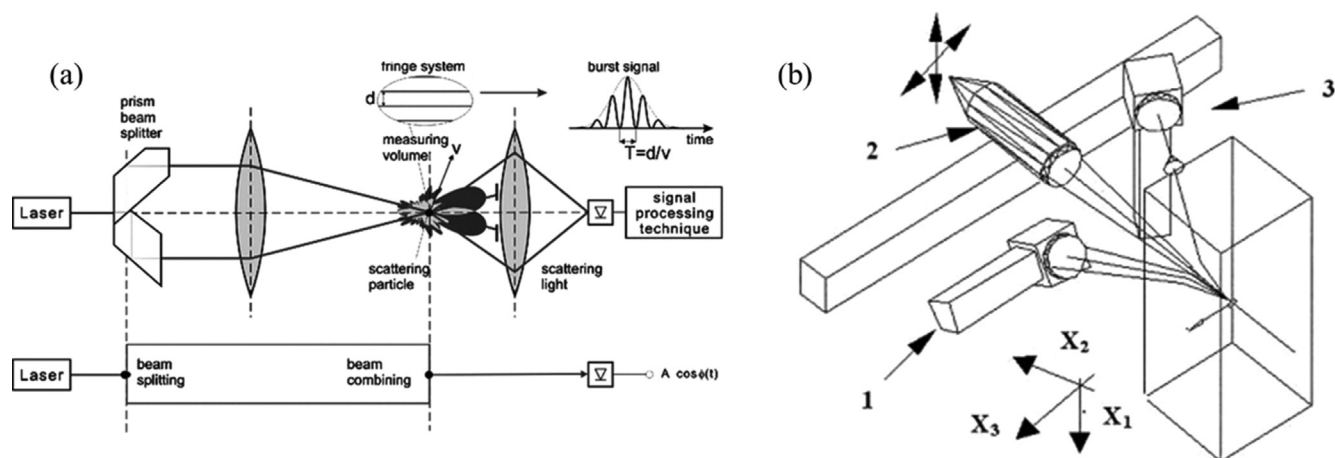 (a)
prism
beam
splitter
fringe system
d
measuring
volume
v
burst signal
time
T=d/v
Laser
signal
processing
technique
scattering
particle
scattering
light
Laser
beam
splitting
beam
combining
A cosϕ(t)
(b)
3
2
1
X₂
X₃
X₁